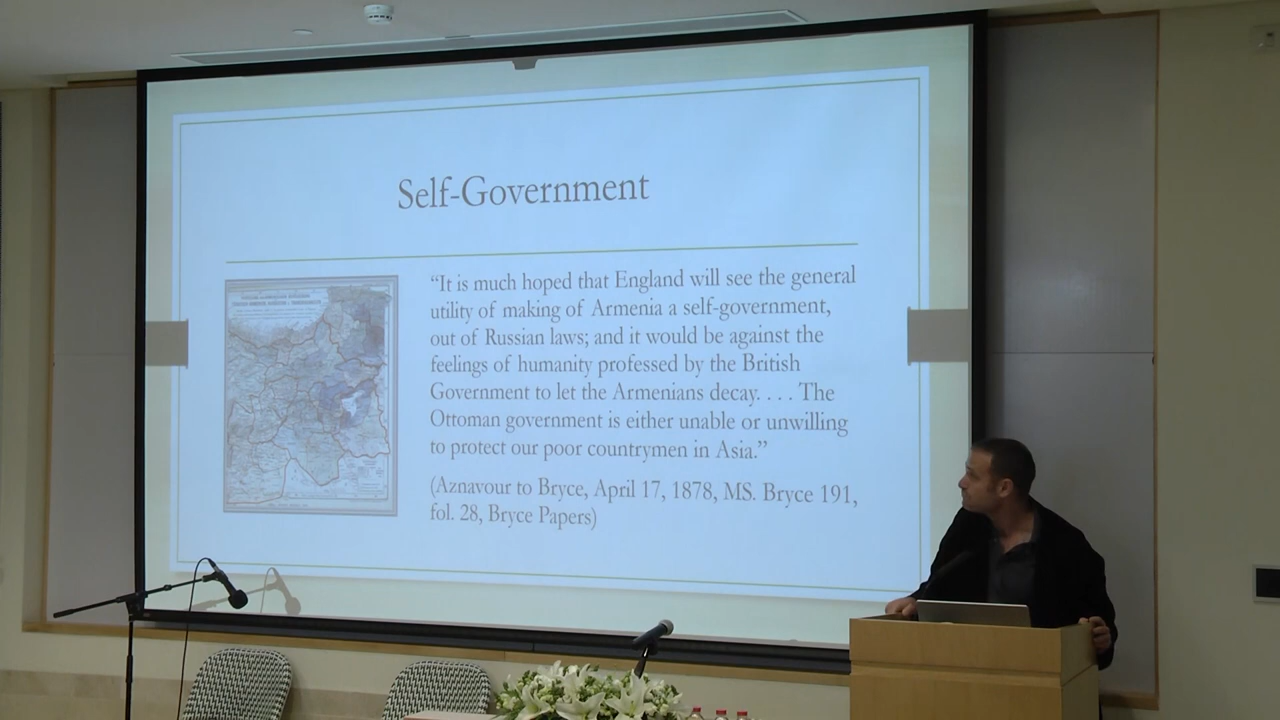 Self-Government
“It is much hoped that England will see the general
utility of making of Armenia a self-government,
out of Russian laws; and it would be against the
feelings of humanity professed by the British
Government to let the Armenians decay. . . . The
Ottoman government is either unable or unwilling
to protect our poor countrymen in Asia.”
(Aznavour to Bryce, April 17, 1878, MS. Bryce 191,
fol. 28, Bryce Papers)